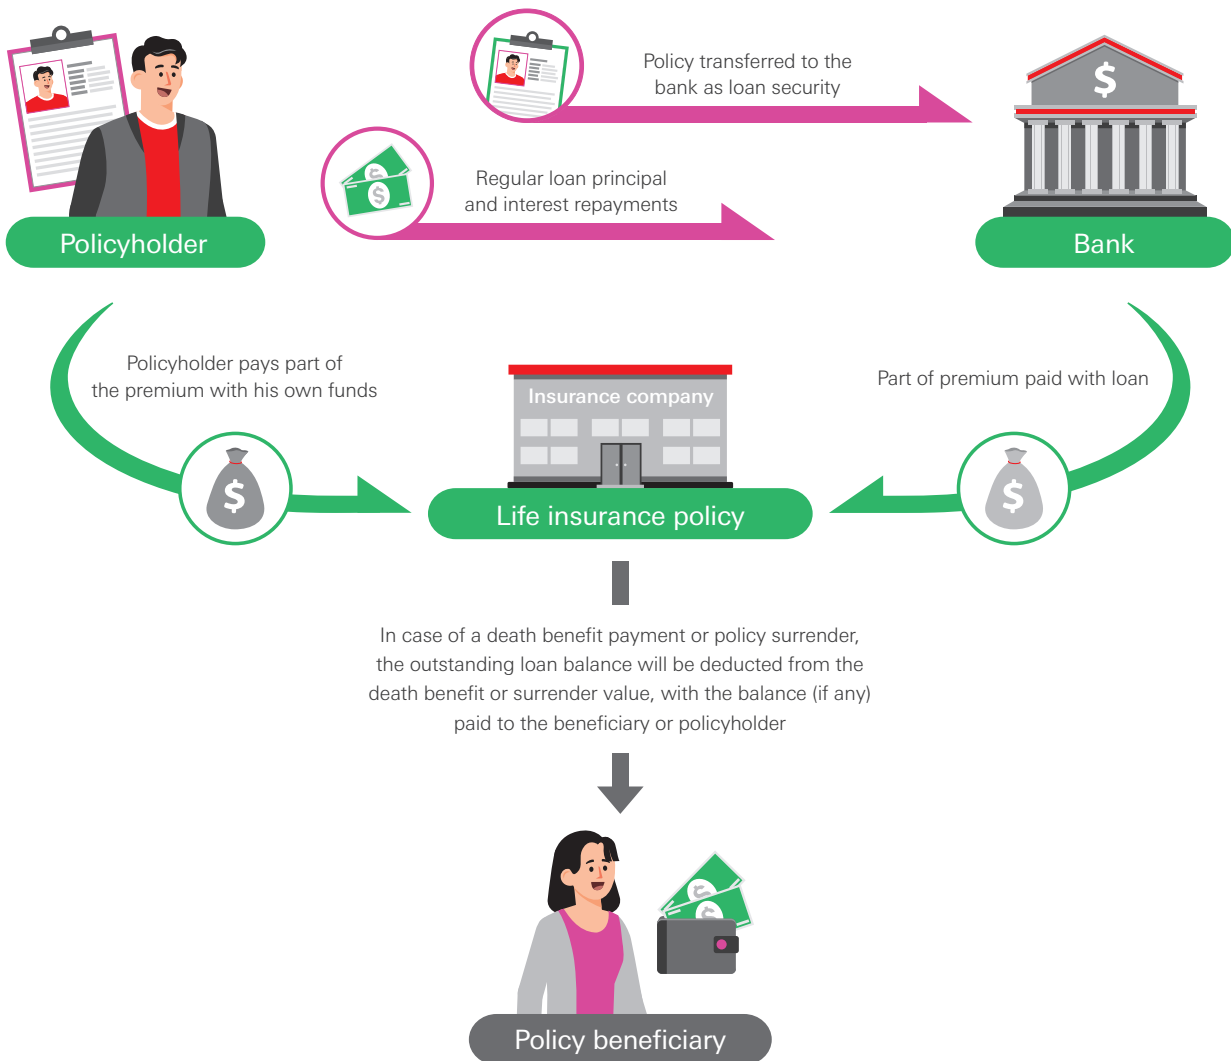 Policy transferred to the
bank as loan security
$
Regular loan principal
and interest repayments
$
$
Policyholder
Bank
Policyholder pays part of
the premium with his own funds
Insurance company
Part of premium paid with loan
$
$
Life insurance policy
In case of a death benefit payment or policy surrender,
the outstanding loan balance will be deducted from the
death benefit or surrender value, with the balance (if any)
paid to the beneficiary or policyholder
$
$
Policy beneficiary